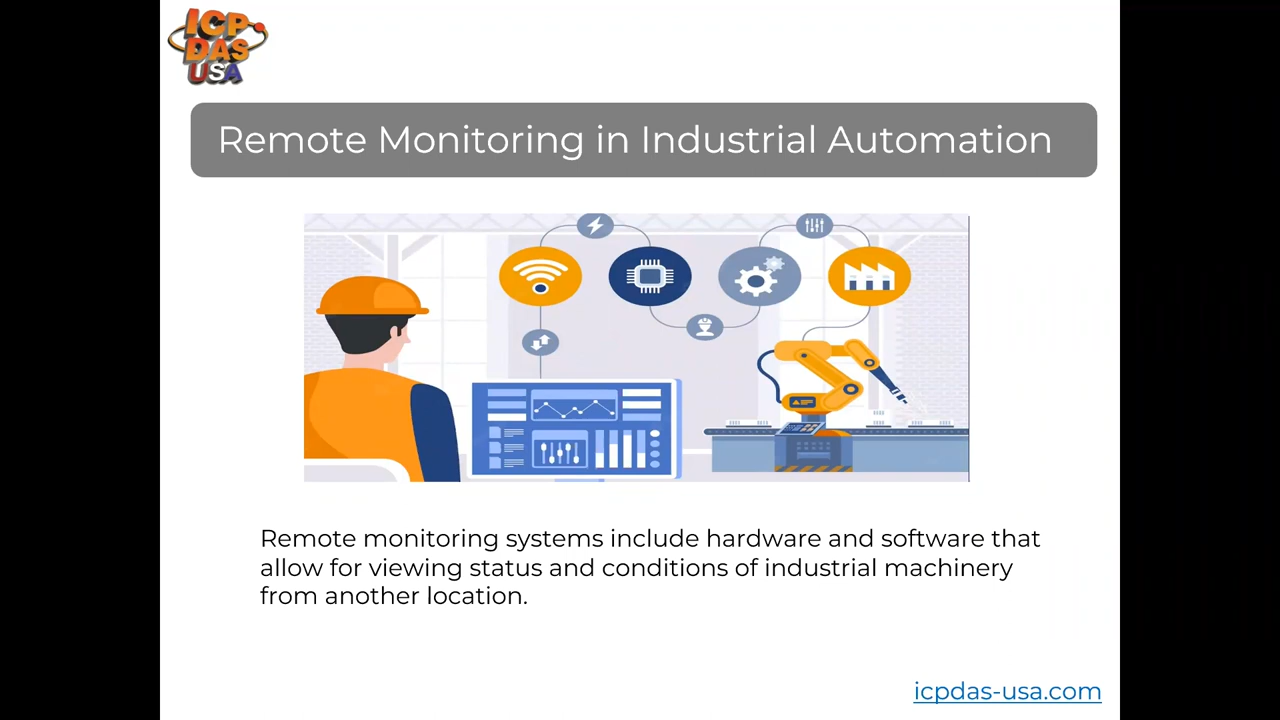 ICP
DAS
USA
Remote Monitoring in Industrial Automation
Remote monitoring systems include hardware and software that
allow for viewing status and conditions of industrial machinery
from another location.
icpdas-usa.com